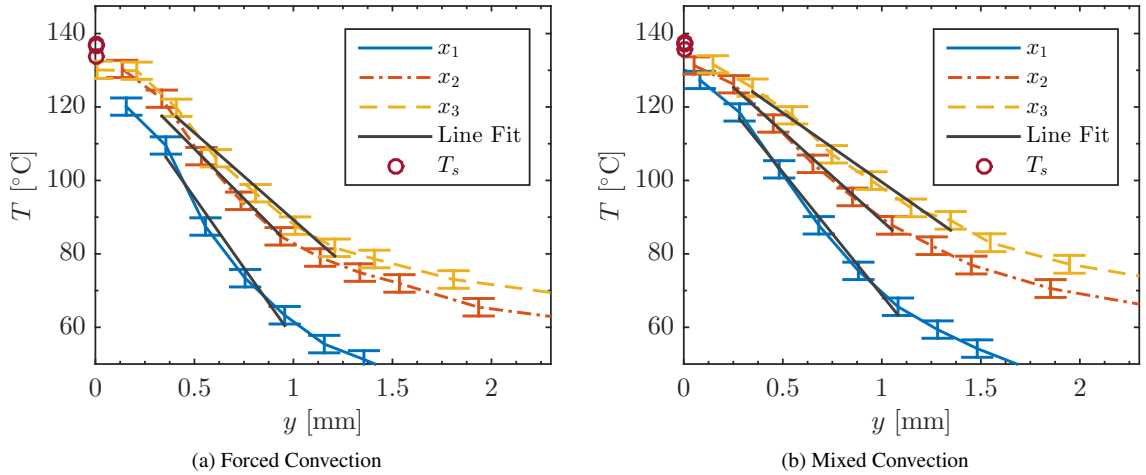 140
120
100
80
60
T [°C]
0
0.5
1
1.5
2
y [mm]
x₁
x₂
x₃
Line Fit
Tₛ
(a) Forced Convection
140
120
100
80
60
T [°C]
0
0.5
1
1.5
2
y [mm]
x₁
x₂
x₃
Line Fit
Tₛ
(b) Mixed Convection